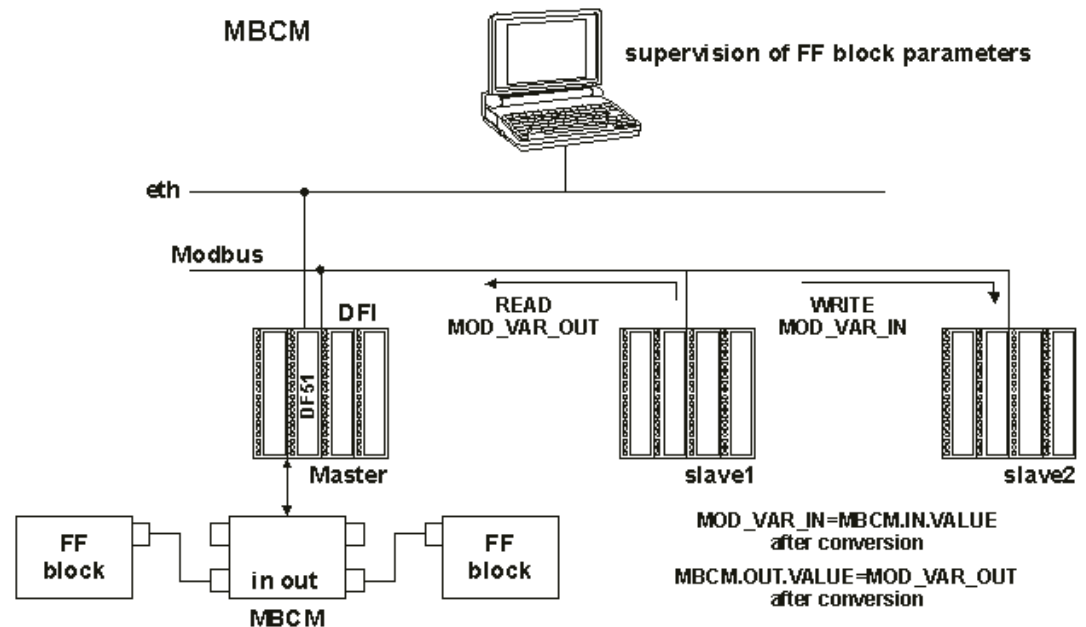 MBCM
supervision of FF block parameters
eth
Modbus
DFI
READ
MOD_VAR_OUT
WRITE
MOD_VAR_IN
DF51
Master
slave1
slave2
FF
block
in out
MBCM
FF
block
MOD_VAR_IN=MBCM.IN.VALUE
after conversion
MBCM.OUT.VALUE=MOD_VAR_OUT
after conversion